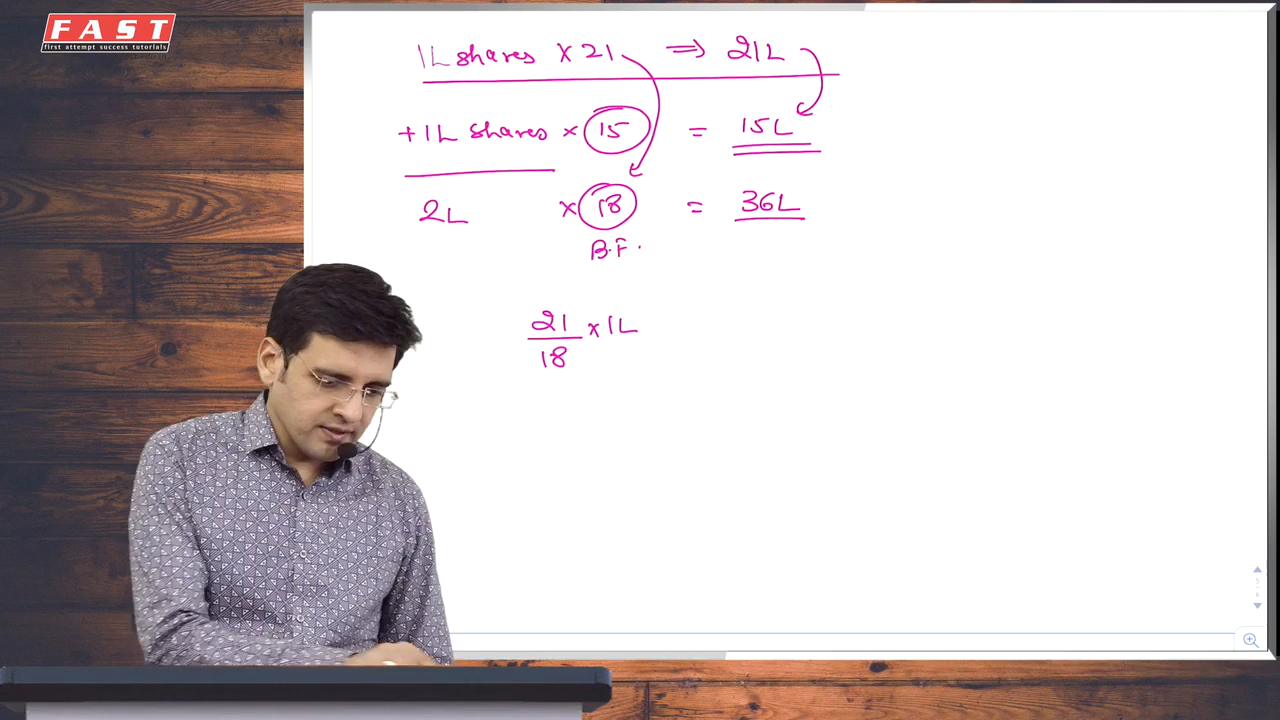 FAST
first attempt success tutorials
1L shares × 21 ⇒ 21L
+1L shares × 15 = 15L
2L × 18 = 36L
B.F.
21/18 × 1L